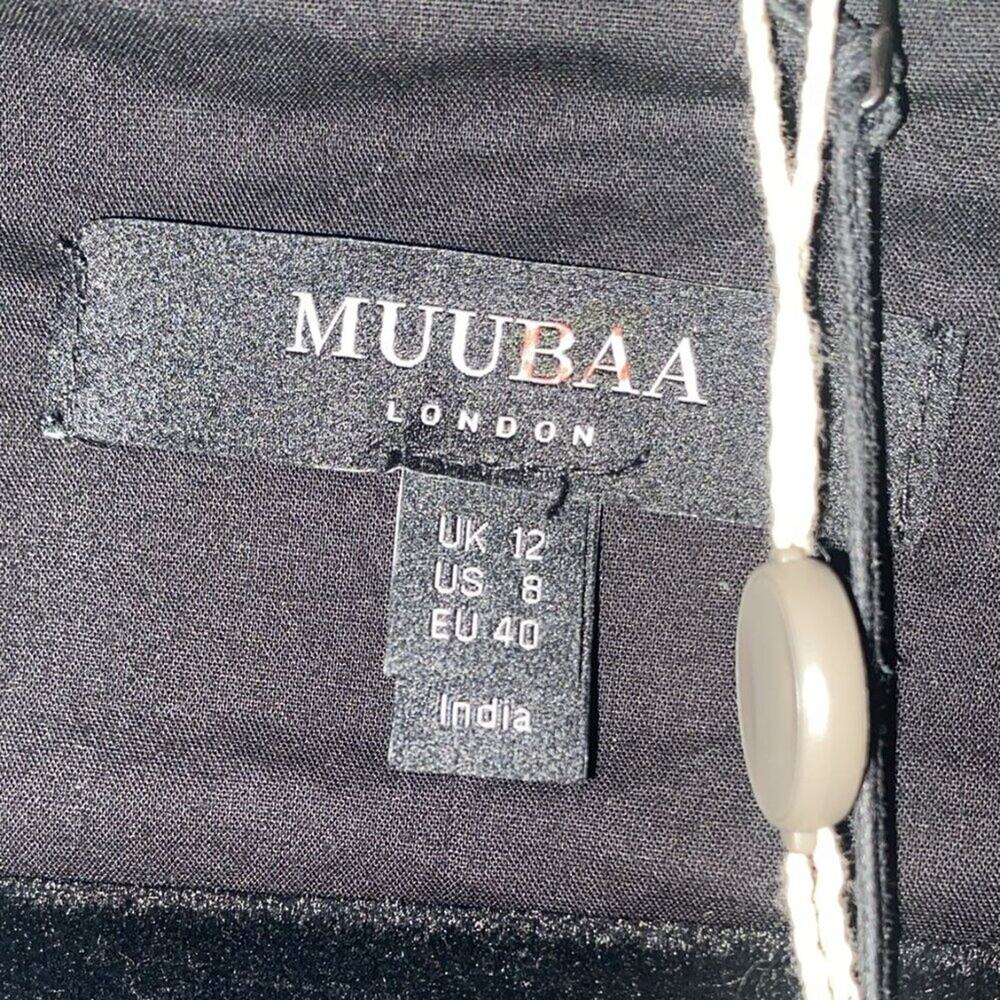 MUUBAA
LONDON
UK 12
US 8
EU 40
India